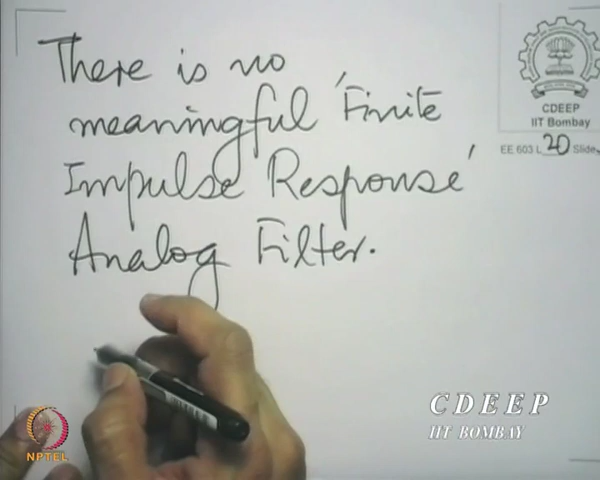 There is no
meaningful 'Finite
Impulse Response'
Analog Filter.
CDEEP
IIT Bombay
EE 603 L 20 Slide
CDEEP
IIT BOMBAY
NPTEL